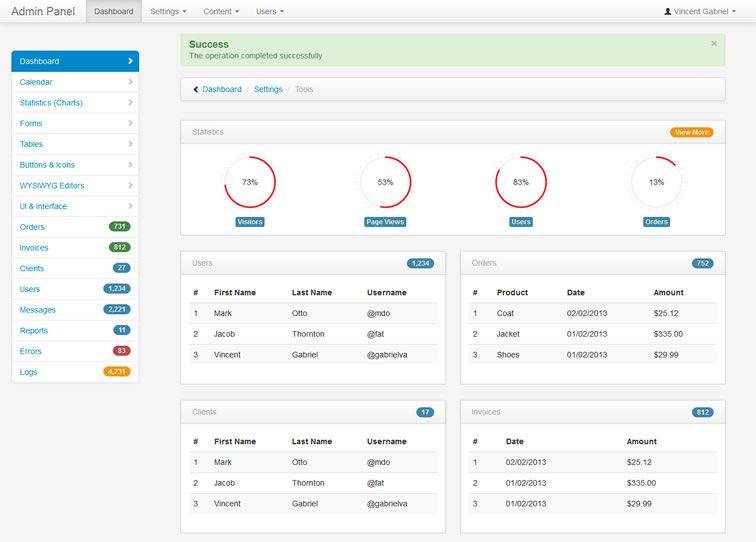 Admin Panel Dashboard Settings Content Users Vincent Gabriel
Dashboard
Calendar
Statistics (Charts)
Forms
Tables
Buttons & Icons
WYSIWYG Editors
UI & Interface
Orders 731
Invoices 812
Clients 27
Users 1,234
Messages 2,221
Reports 11
Errors 83
Logs 4,231
Success ×
The operation completed successfully
Dashboard / Settings / Tools
Statistics View More
73% 53% 83% 13%
Visitors Page Views Users Orders
Users 1,234
# First Name Last Name Username
1 Mark Otto @mdo
2 Jacob Thornton @fat
3 Vincent Gabriel @gabrielva
Orders 752
# Product Date Amount
1 Coat 02/02/2013 $25.12
2 Jacket 01/02/2013 $335.00
3 Shoes 01/02/2013 $29.99
Clients 17
# First Name Last Name Username
1 Mark Otto @mdo
2 Jacob Thornton @fat
3 Vincent Gabriel @gabrielva
Invoices 812
# Date Amount
1 02/02/2013 $25.12
2 01/02/2013 $335.00
3 01/02/2013 $29.99